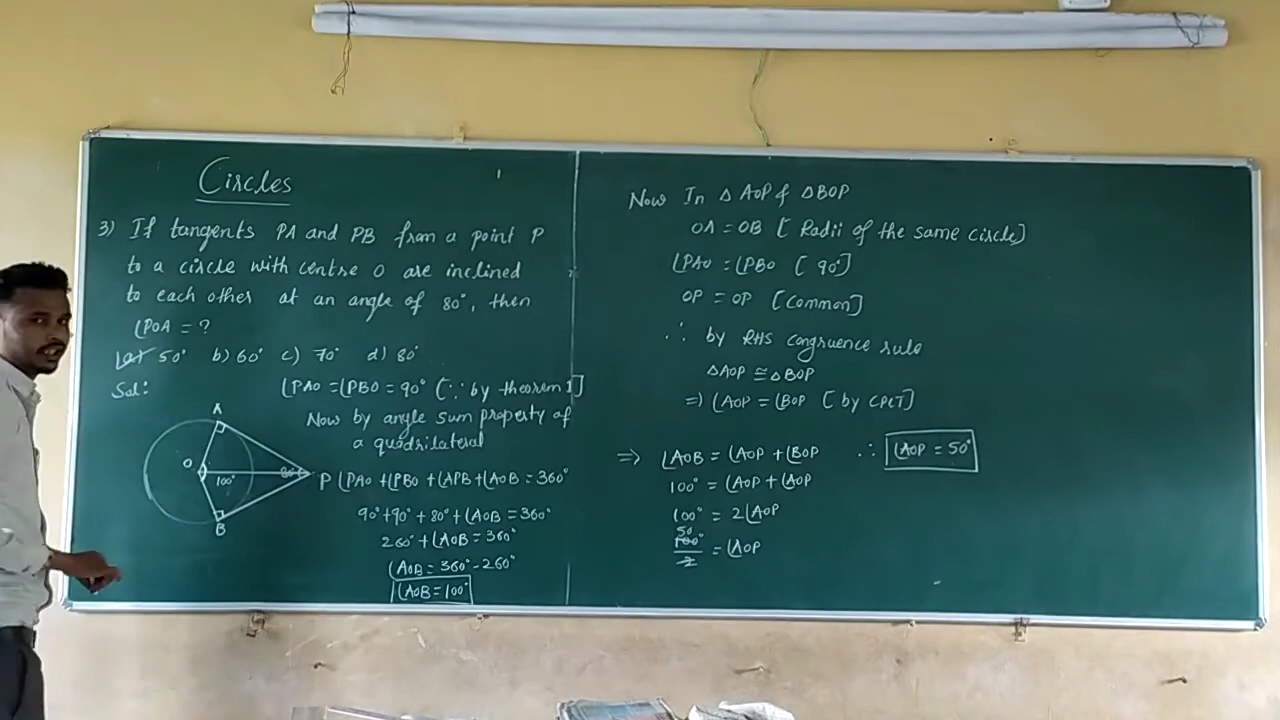 Circles
3) If tangents PA and PB from a point P
to a circle with centre O are inclined
to each other at an angle of 80°, then
∠POA = ?
a) 50° b) 60° c) 70° d) 80°
Sol:
∠PAO = ∠PBO = 90° (∵ by theorem 1]
Now by angle sum property of
a quadrilateral
A
O
100°
80°
P
B
∠PAO + ∠PBO + ∠APB + ∠AOB = 360°
90° + 90° + 80° + ∠AOB = 360°
260° + ∠AOB = 360°
∠AOB = 360° - 260°
∠AOB = 100°
Now In △ AOP & △BOP
OA = OB [ Radii of the same circle]
∠PAO = ∠PBO [ 90°]
OP = OP [Common]
∴ by RHS congruence rule
△AOP ≅ △BOP
=) ∠AOP = ∠BOP [ by CPCT]
=> ∠AOB = ∠AOP + ∠BOP
100° = ∠AOP + ∠AOP
100° = 2∠AOP
50
100°/2 = ∠AOP
∴ ∠AOP = 50°